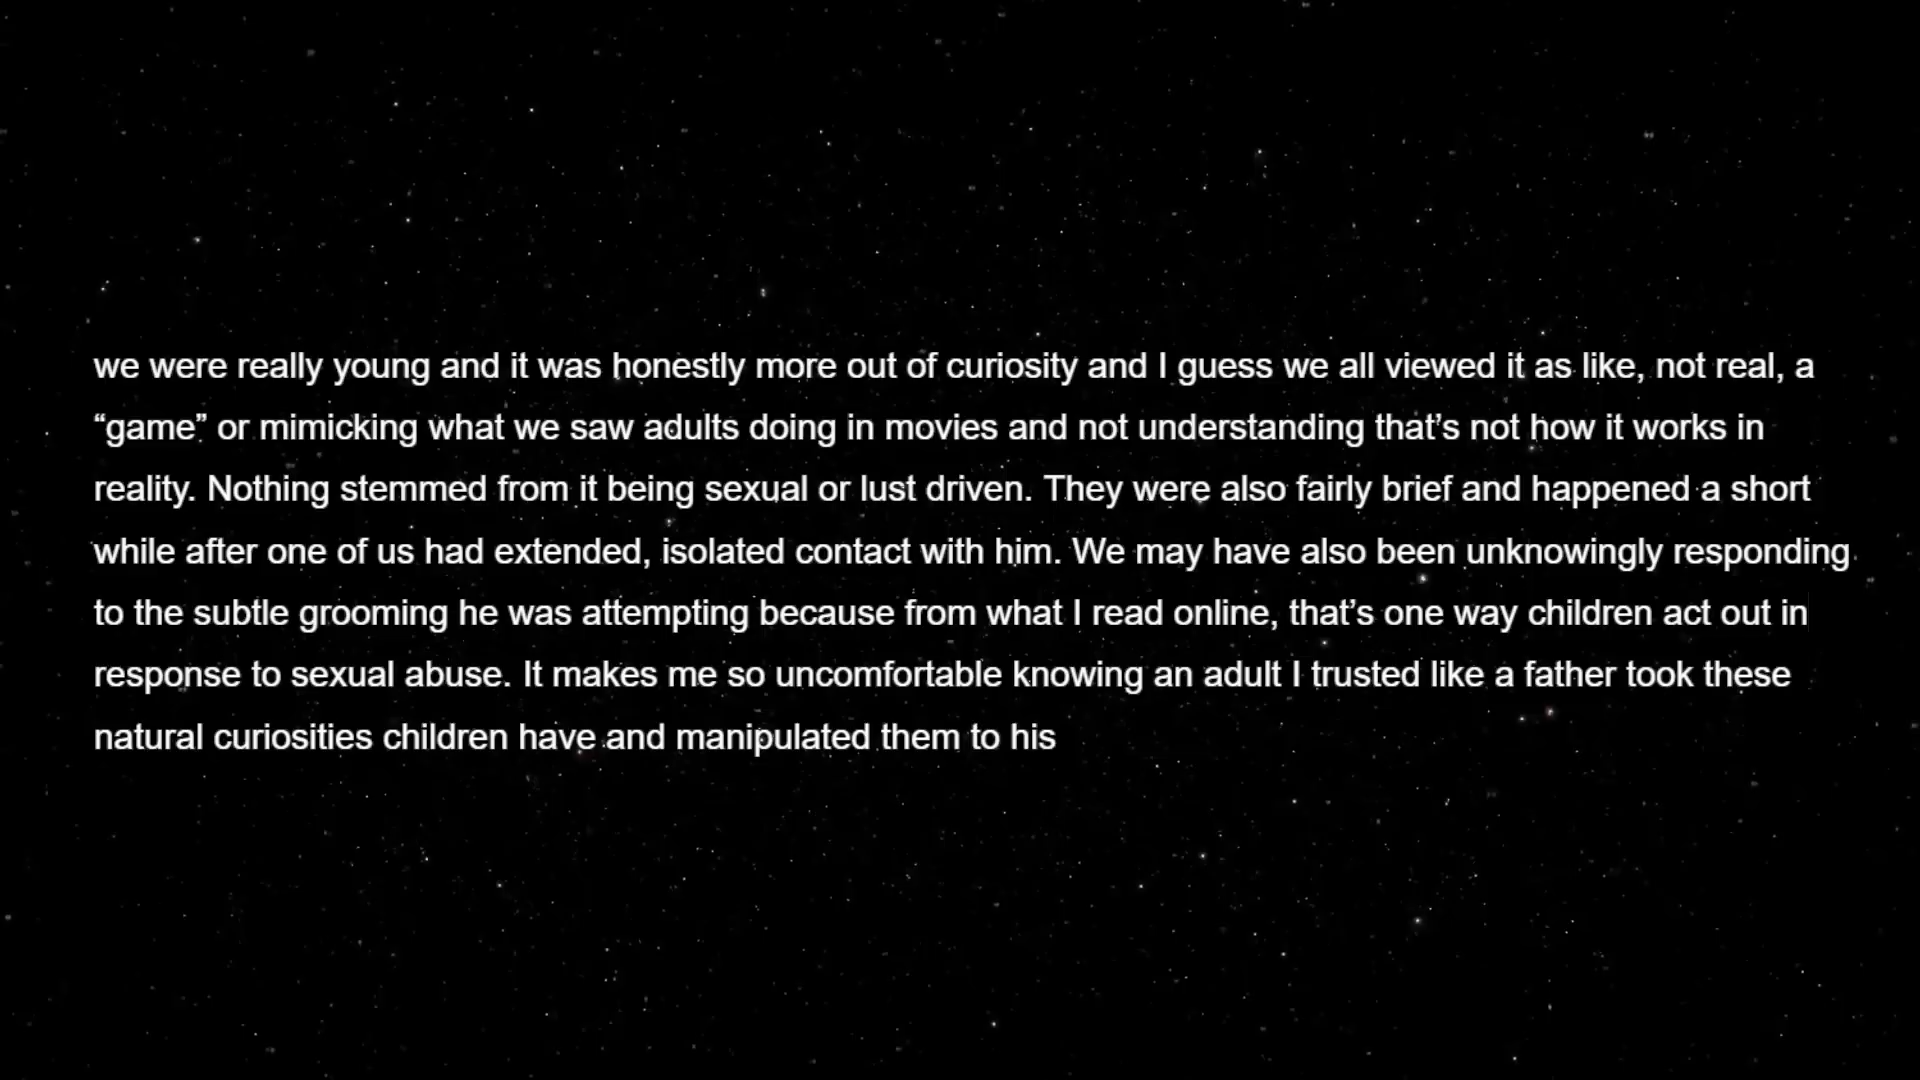 we were really young and it was honestly more out of curiosity and I guess we all viewed it as like, not real, a
“game” or mimicking what we saw adults doing in movies and not understanding that’s not how it works in
reality. Nothing stemmed from it being sexual or lust driven. They were also fairly brief and happened a short
while after one of us had extended, isolated contact with him. We may have also been unknowingly responding
to the subtle grooming he was attempting because from what I read online, that’s one way children act out in
response to sexual abuse. It makes me so uncomfortable knowing an adult I trusted like a father took these
natural curiosities children have and manipulated them to his